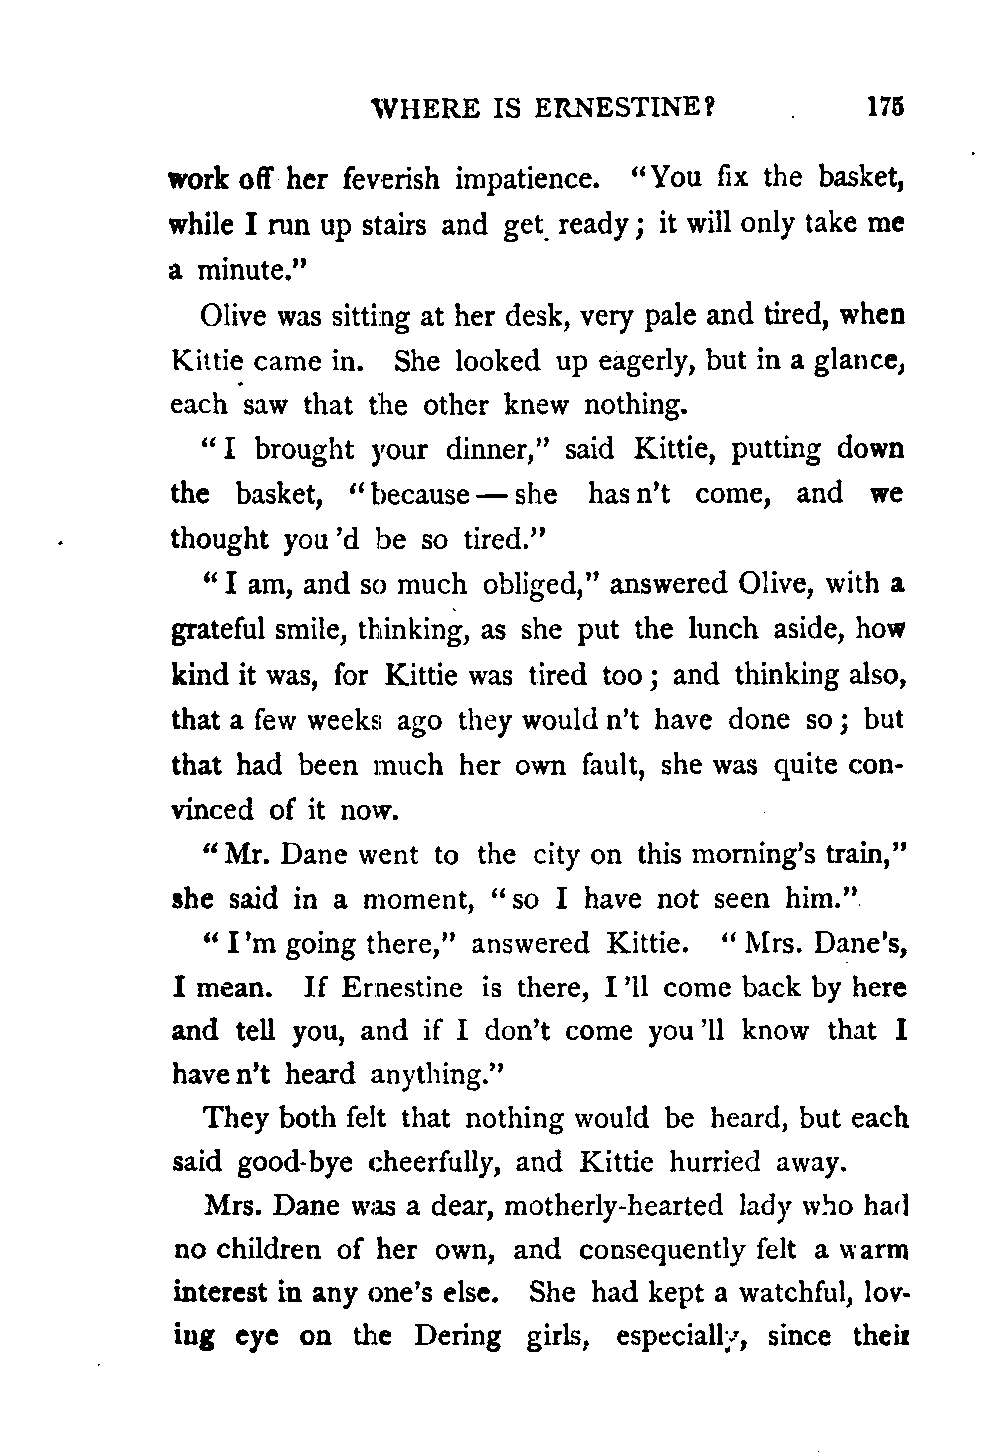 WHERE IS ERNESTINE? 175
work off her feverish impatience. "You fix the basket,
while I run up stairs and get ready; it will only take me
a minute."
Olive was sitting at her desk, very pale and tired, when
Kittie came in. She looked up eagerly, but in a glance,
each saw that the other knew nothing.
"I brought your dinner," said Kittie, putting down
the basket, "because — she has n't come, and we
thought you 'd be so tired."
"I am, and so much obliged," answered Olive, with a
grateful smile, thinking, as she put the lunch aside, how
kind it was, for Kittie was tired too; and thinking also,
that a few weeks ago they would n't have done so; but
that had been much her own fault, she was quite con-
vinced of it now.
"Mr. Dane went to the city on this morning's train,"
she said in a moment, "so I have not seen him."
"I 'm going there," answered Kittie. "Mrs. Dane's,
I mean. If Ernestine is there, I 'll come back by here
and tell you, and if I don't come you 'll know that I
have n't heard anything."
They both felt that nothing would be heard, but each
said good-bye cheerfully, and Kittie hurried away.
Mrs. Dane was a dear, motherly-hearted lady who had
no children of her own, and consequently felt a warm
interest in any one's else. She had kept a watchful, lov-
ing eye on the Dering girls, especially, since their